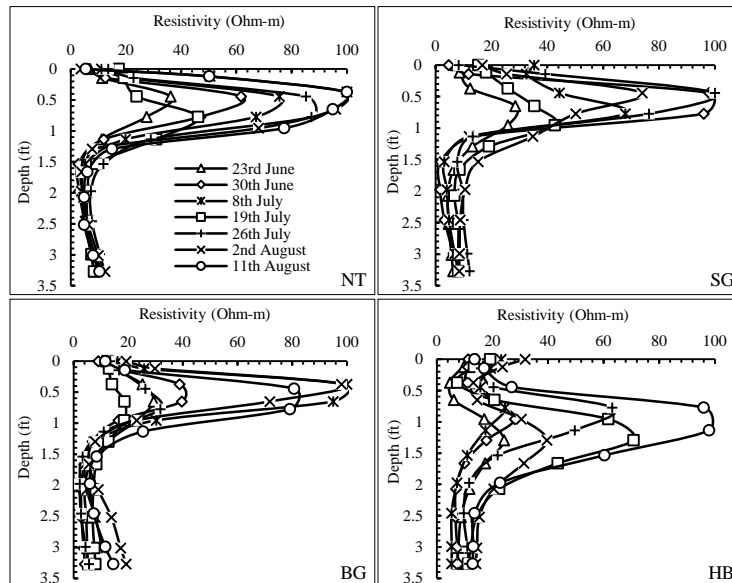 Resistivity (Ohm-m)
0 20 40 60 80 100
Depth (ft)
0
0.5
1
1.5
2
2.5
3
3.5
23rd June
30th June
8th July
19th July
26th July
2nd August
11th August
NT
Resistivity (Ohm-m)
0 20 40 60 80 100
Depth (ft)
0
0.5
1
1.5
2
2.5
3
3.5
SG
Resistivity (Ohm-m)
0 20 40 60 80 100
Depth (ft)
0
0.5
1
1.5
2
2.5
3
3.5
BG
Resistivity (Ohm-m)
0 20 40 60 80 100
Depth (ft)
0
0.5
1
1.5
2
2.5
3
3.5
HB